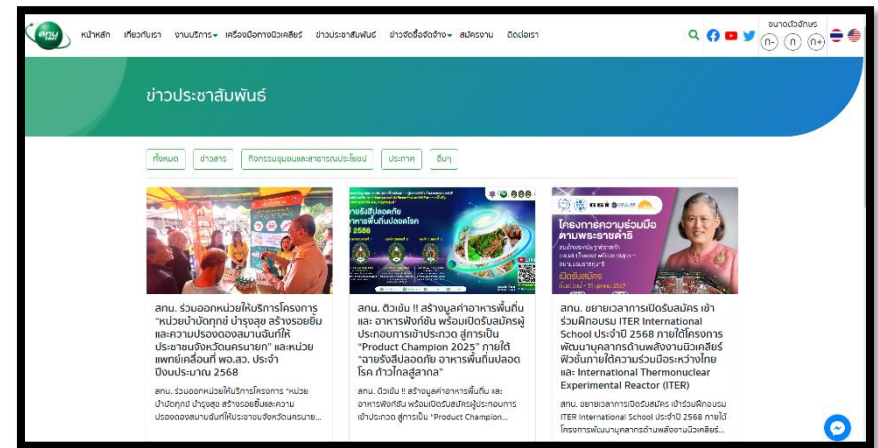 สทน
หน้าหลัก เกี่ยวกับเรา งานบริการ เครื่องมือทางนิวเคลียร์ ข่าวประชาสัมพันธ์ ข่าวจัดซื้อจัดจ้าง สมัครงาน ติดต่อเรา
ขนาดตัวอักษร
ก- ก ก+
ข่าวประชาสัมพันธ์
ทั้งหมด ข่าวสาร กิจกรรมชุมชนและสาธารณประโยชน์ ประกาศ อื่นๆ
สทน. ร่วมออกหน่วยให้บริการโครงการ
"หน่วยบำบัดทุกข์ บำรุงสุข สร้างรอยยิ้ม
และความปรองดองสมานฉันท์ให้
ประชาชนจังหวัดนครนายก" และหน่วย
แพทย์เคลื่อนที่ พอ.สว. ประจำ
ปีงบประมาณ 2568
สทน. ร่วมออกหน่วยให้บริการโครงการ "หน่วย
บำบัดทุกข์ บำรุงสุข สร้างรอยยิ้มและความ
ปรองดองสมานฉันท์ให้ประชาชนจังหวัดนครนาย...
ฉายรังสีปลอดภัย
อาหารพื้นถิ่นปลอดโรค
ปี 2568
สทน. ติวเข้ม !! สร้างมูลค่าอาหารพื้นถิ่น
และ อาหารฟังก์ชัน พร้อมเปิดรับสมัครผู้
ประกอบการเข้าประกวด สู่การเป็น
"Product Champion 2025" ภายใต้
"ฉายรังสีปลอดภัย อาหารพื้นถิ่นปลอด
โรค ก้าวไกลสู่สากล"
สทน. ติวเข้ม !! สร้างมูลค่าอาหารพื้นถิ่น และ
อาหารฟังก์ชัน พร้อมเปิดรับสมัครผู้ประกอบการ
เข้าประกวด สู่การเป็น "Product Champion...
โครงการความร่วมมือ
ตามพระราชดำริ
เปิดรับสมัคร
สทน. ขยายเวลาการเปิดรับสมัคร เข้า
ร่วมฝึกอบรม ITER International
School ประจำปี 2568 ภายใต้โครงการ
พัฒนาบุคลากรด้านพลังงานนิวเคลียร์
ฟิวชั่นภายใต้ความร่วมมือระหว่างไทย
และ International Thermonuclear
Experimental Reactor (ITER)
สทน. ขยายเวลาการเปิดรับสมัคร เข้าร่วมฝึกอบรม
ITER International School ประจำปี 2568 ภายใต้
โครงการพัฒนาบุคลากรด้านพลังงานนิวเคลียร์...